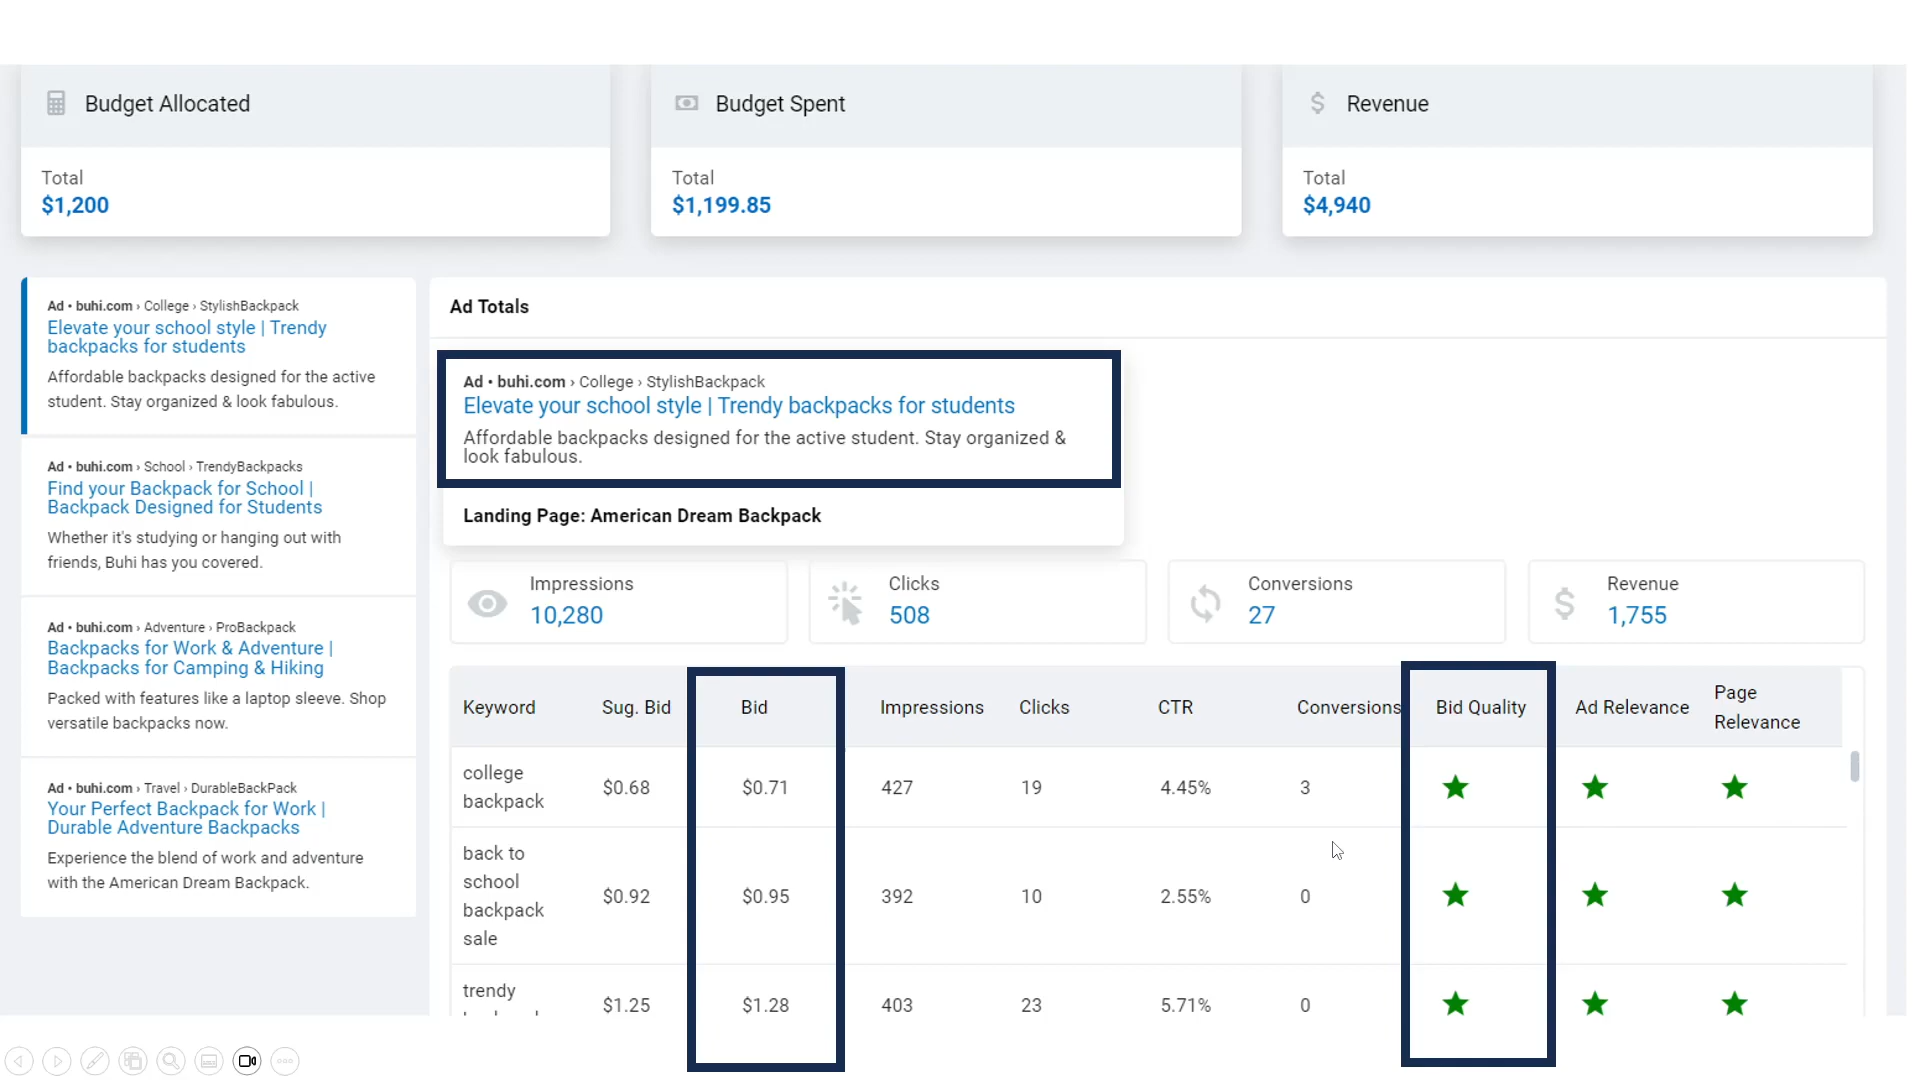 Budget Allocated
Total
$1,200
Budget Spent
Total
$1,199.85
Revenue
Total
$4,940
Ad • buhi.com › College › StylishBackpack
Elevate your school style | Trendy
backpacks for students
Affordable backpacks designed for the active
student. Stay organized & look fabulous.
Ad • buhi.com › School › TrendyBackpacks
Find your Backpack for School |
Backpack Designed for Students
Whether it's studying or hanging out with
friends, Buhi has you covered.
Ad • buhi.com › Adventure › ProBackpack
Backpacks for Work & Adventure |
Backpacks for Camping & Hiking
Packed with features like a laptop sleeve. Shop
versatile backpacks now.
Ad • buhi.com › Travel › DurableBackPack
Your Perfect Backpack for Work |
Durable Adventure Backpacks
Experience the blend of work and adventure
with the American Dream Backpack.
Ad Totals
Ad • buhi.com › College › StylishBackpack
Elevate your school style | Trendy backpacks for students
Affordable backpacks designed for the active student. Stay organized &
look fabulous.
Landing Page: American Dream Backpack
Impressions
10,280
Clicks
508
Conversions
27
Revenue
1,755
Keyword Sug. Bid Bid Impressions Clicks CTR Conversions Bid Quality Ad Relevance Page
Relevance
college
backpack $0.68 $0.71 427 19 4.45% 3
back to
school
backpack
sale $0.92 $0.95 392 10 2.55% 0
trendy $1.25 $1.28 403 23 5.71% 0